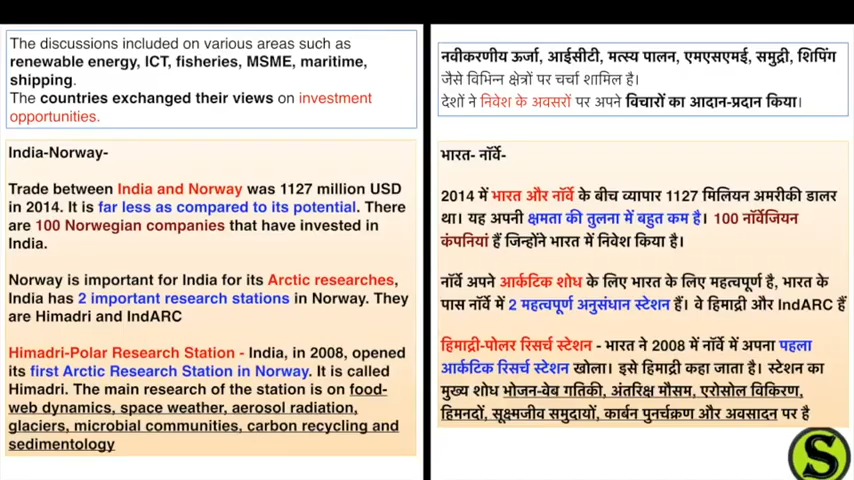 The discussions included on various areas such as
renewable energy, ICT, fisheries, MSME, maritime,
shipping.
The countries exchanged their views on investment
opportunities.
India-Norway-
Trade between India and Norway was 1127 million USD
in 2014. It is far less as compared to its potential. There
are 100 Norwegian companies that have invested in
India.
Norway is important for India for its Arctic researches,
India has 2 important research stations in Norway. They
are Himadri and IndARC
Himadri-Polar Research Station - India, in 2008, opened
its first Arctic Research Station in Norway. It is called
Himadri. The main research of the station is on food-
web dynamics, space weather, aerosol radiation,
glaciers, microbial communities, carbon recycling and
sedimentology
नवीकरणीय ऊर्जा, आईसीटी, मत्स्य पालन, एमएसएमई, समुद्री, शिपिंग
जैसे विभिन्न क्षेत्रों पर चर्चा शामिल है।
देशों ने निवेश के अवसरों पर अपने विचारों का आदान-प्रदान किया।
भारत- नॉर्वे-
2014 में भारत और नॉर्वे के बीच व्यापार 1127 मिलियन अमरीकी डालर
था। यह अपनी क्षमता की तुलना में बहुत कम है। 100 नॉर्वेजियन
कंपनियां हैं जिन्होंने भारत में निवेश किया है।
नॉर्वे अपने आर्कटिक शोध के लिए भारत के लिए महत्वपूर्ण है, भारत के
पास नॉर्वे में 2 महत्वपूर्ण अनुसंधान स्टेशन हैं। वे हिमाद्री और IndARC हैं
हिमाद्री-पोलर रिसर्च स्टेशन - भारत ने 2008 में नॉर्वे में अपना पहला
आर्कटिक रिसर्च स्टेशन खोला। इसे हिमाद्री कहा जाता है। स्टेशन का
मुख्य शोध भोजन-वेब गतिकी, अंतरिक्ष मौसम, एरोसोल विकिरण,
हिमनदों, सूक्ष्मजीव समुदायों, कार्बन पुनर्चक्रण और अवसादन पर है
S